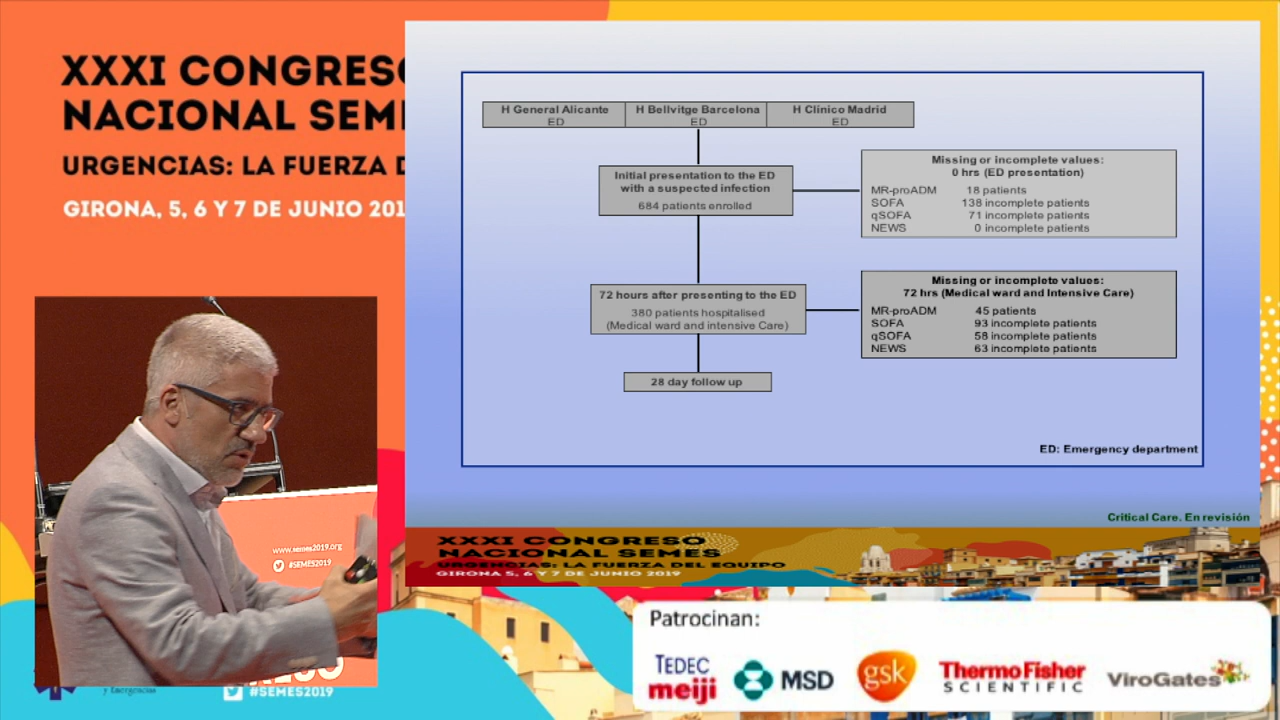 XXXI CONGRESO
NACIONAL SEM
URGENCIAS: LA FUERZA D
GIRONA, 5, 6 Y 7 DE JUNIO 201
H General Alicante
ED
H Bellvitge Barcelona
ED
H Clínico Madrid
ED
Initial presentation to the ED
with a suspected infection
684 patients enrolled
Missing or incomplete values:
0 hrs (ED presentation)
MR-proADM 18 patients
SOFA 138 incomplete patients
qSOFA 71 incomplete patients
NEWS 0 incomplete patients
72 hours after presenting to the ED
380 patients hospitalised
(Medical ward and intensive Care)
Missing or incomplete values:
72 hrs (Medical ward and Intensive Care)
MR-proADM 45 patients
SOFA 93 incomplete patients
qSOFA 58 incomplete patients
NEWS 63 incomplete patients
28 day follow up
ED: Emergency department
Critical Care. En revisión
XXXI CONGRESO
NACIONAL SEMES
URGENCIAS: LA FUERZA DEL EQUIPO
GIRONA 5, 6 Y 7 DE JUNIO 2019
www.semes2019.org
#SEMES2019
y Emergencias
#SEMES2019
Patrocinan:
TEDEC
meiji
MSD
gsk
ThermoFisher
SCIENTIFIC
ViroGates